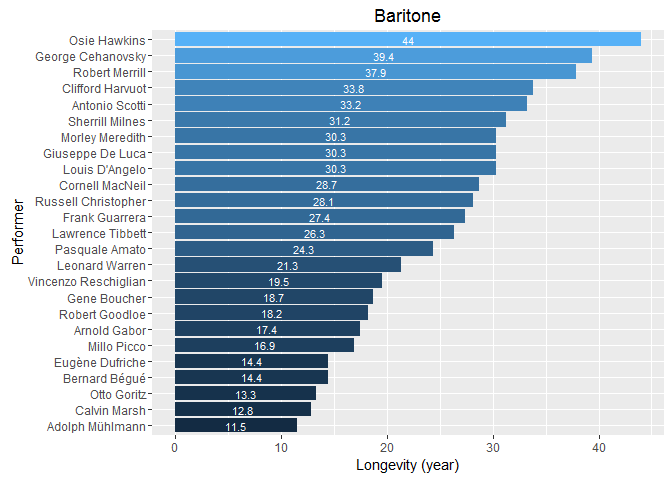 Baritone
Performer
Osie Hawkins 44
George Cehanovsky 39.4
Robert Merrill 37.9
Clifford Harvuot 33.8
Antonio Scotti 33.2
Sherrill Milnes 31.2
Morley Meredith 30.3
Giuseppe De Luca 30.3
Louis D'Angelo 30.3
Cornell MacNeil 28.7
Russell Christopher 28.1
Frank Guarrera 27.4
Lawrence Tibbett 26.3
Pasquale Amato 24.3
Leonard Warren 21.3
Vincenzo Reschiglian 19.5
Gene Boucher 18.7
Robert Goodloe 18.2
Arnold Gabor 17.4
Millo Picco 16.9
Eugène Dufriche 14.4
Bernard Bégué 14.4
Otto Goritz 13.3
Calvin Marsh 12.8
Adolph Mühlmann 11.5
0 10 20 30 40
Longevity (year)